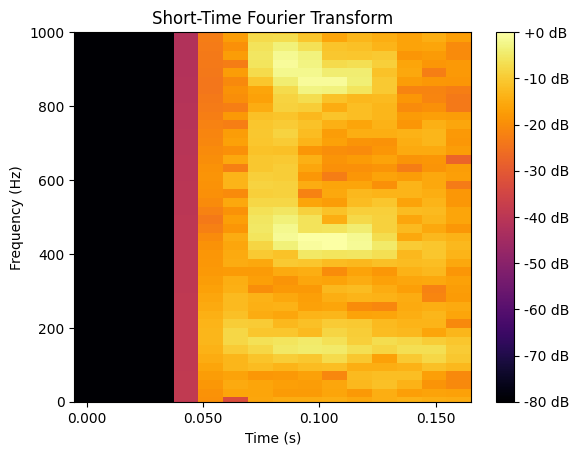 Short-Time Fourier Transform
1000
800
600
400
200
0
Frequency (Hz)
0.000
0.050
0.100
0.150
Time (s)
+0 dB
-10 dB
-20 dB
-30 dB
-40 dB
-50 dB
-60 dB
-70 dB
-80 dB